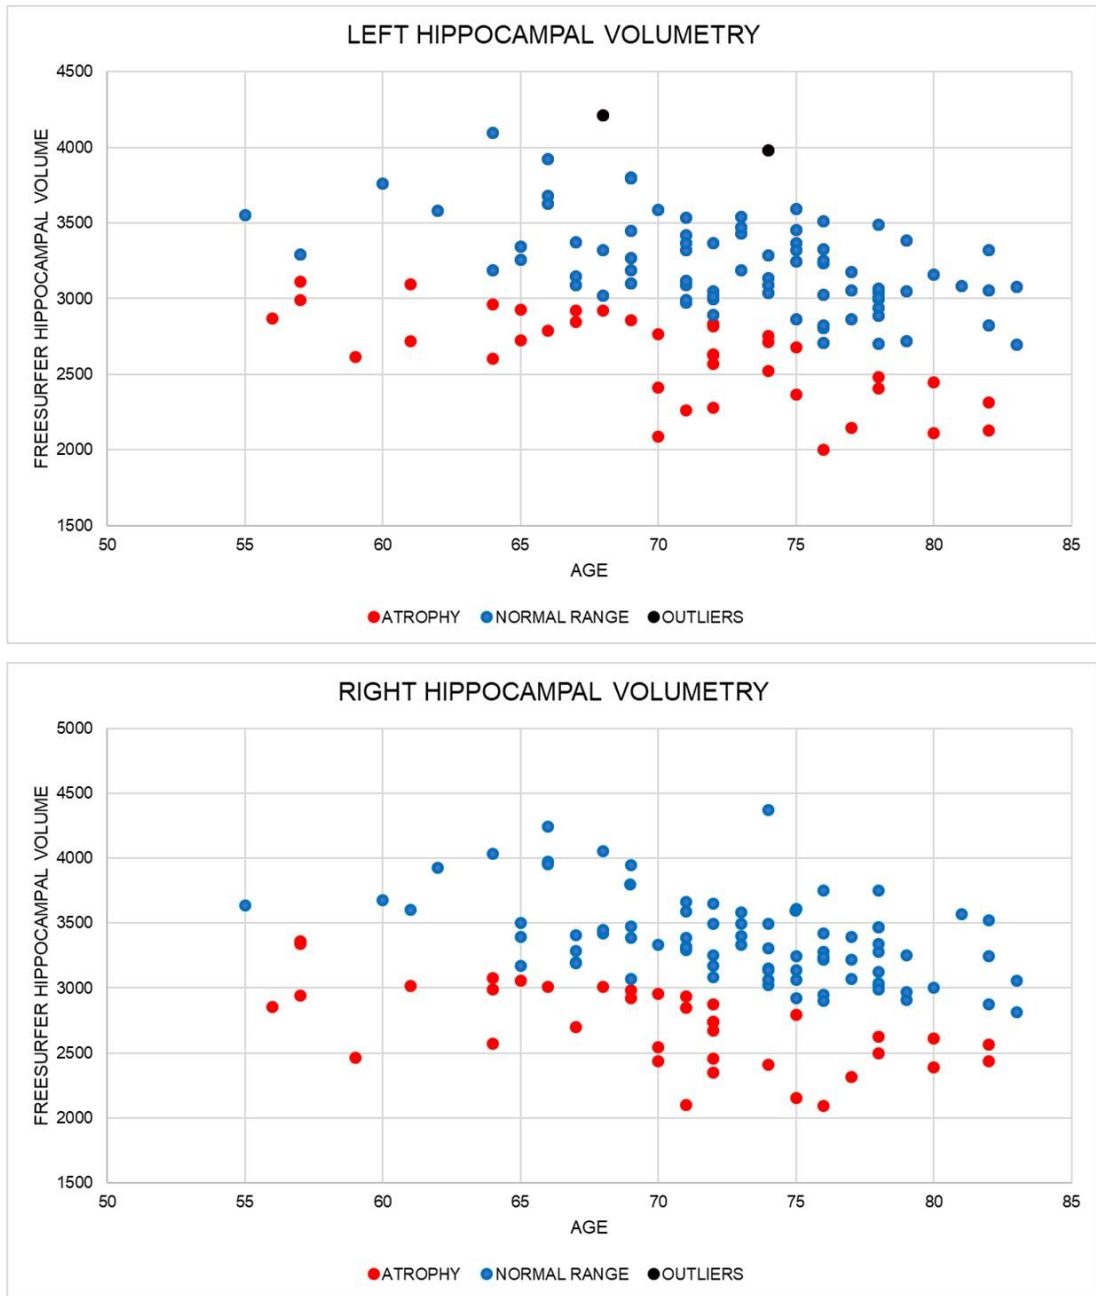 LEFT HIPPOCAMPAL VOLUMETRY
FREESURFER HIPPOCAMPAL VOLUME
4500
4000
3500
3000
2500
2000
1500
50 55 60 65 70 75 80 85
AGE
ATROPHY NORMAL RANGE OUTLIERS
RIGHT HIPPOCAMPAL VOLUMETRY
FREESURFER HIPPOCAMPAL VOLUME
5000
4500
4000
3500
3000
2500
2000
1500
50 55 60 65 70 75 80 85
AGE
ATROPHY NORMAL RANGE OUTLIERS